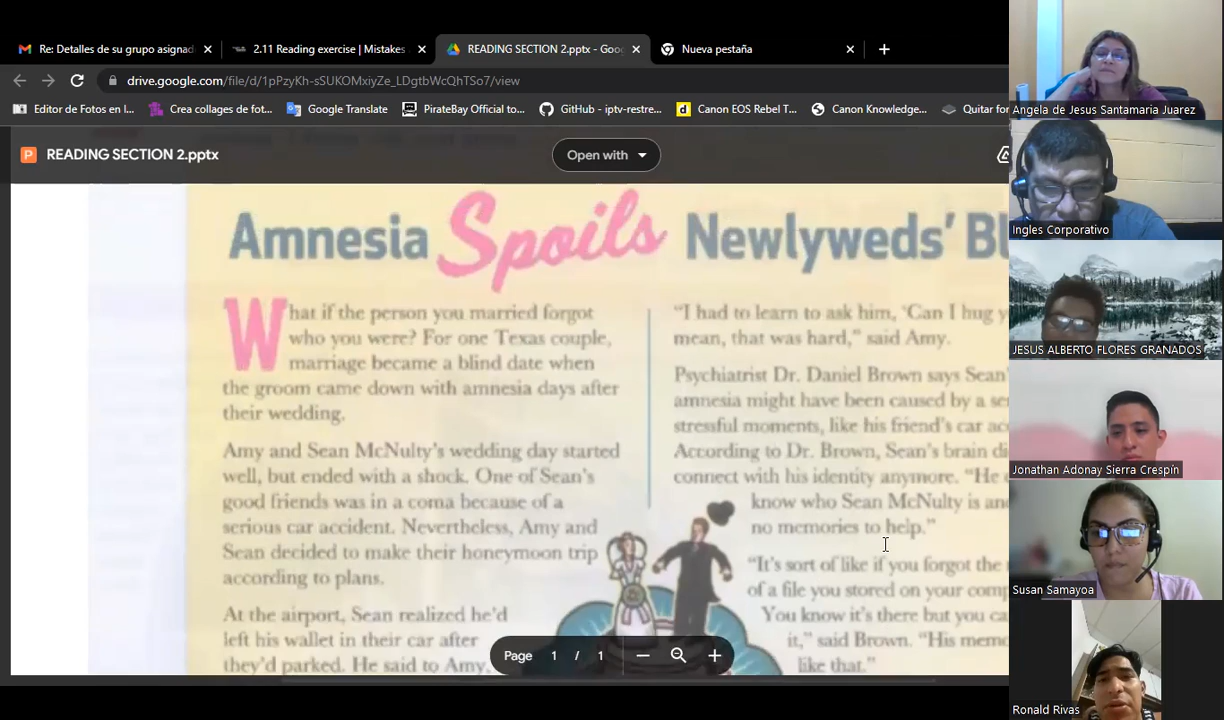 Re: Detalles de su grupo asignad
2.11 Reading exercise | Mistakes
READING SECTION 2.pptx - Goo
Nueva pestaña
drive.google.com/file/d/1pPzyKh-sSUKOMxiyZe_LDgtbWcQhTSo7/view
Editor de Fotos en l...
Crea collages de fot...
Google Translate
PirateBay Official to...
GitHub - iptv-restre...
Canon EOS Rebel T...
Canon Knowledge...
Quitar for
READING SECTION 2.pptx
Open with
Amnesia Spoils Newlyweds' Bl
What if the person you married forgot
who you were? For one Texas couple,
marriage became a blind date when
the groom came down with amnesia days after
their wedding.
Amy and Sean McNulty's wedding day started
well, but ended with a shock. One of Sean's
good friends was in a coma because of a
serious car accident. Nevertheless, Amy and
Sean decided to make their honeymoon trip
according to plans.
At the airport, Sean realized he'd
left his wallet in their car after
they'd parked. He said to Amy,
"I had to learn to ask him, 'Can I hug y
mean, that was hard," said Amy.
Psychiatrist Dr. Daniel Brown says Sean'
amnesia might have been caused by a se
stressful moments, like his friend's car ac
According to Dr. Brown, Sean's brain di
connect with his identity anymore. "He
know who Sean McNulty is an
no memories to help."
"It's sort of like if you forgot the
of a file you stored on your comp
You know it's there but you ca
it," said Brown. "His memo
like that."
Page 1 / 1
Angela de Jesus Santamaria Juarez
Ingles Corporativo
JESUS ALBERTO FLORES GRANADOS
Jonathan Adonay Sierra Crespín
Susan Samayoa
Ronald Rivas